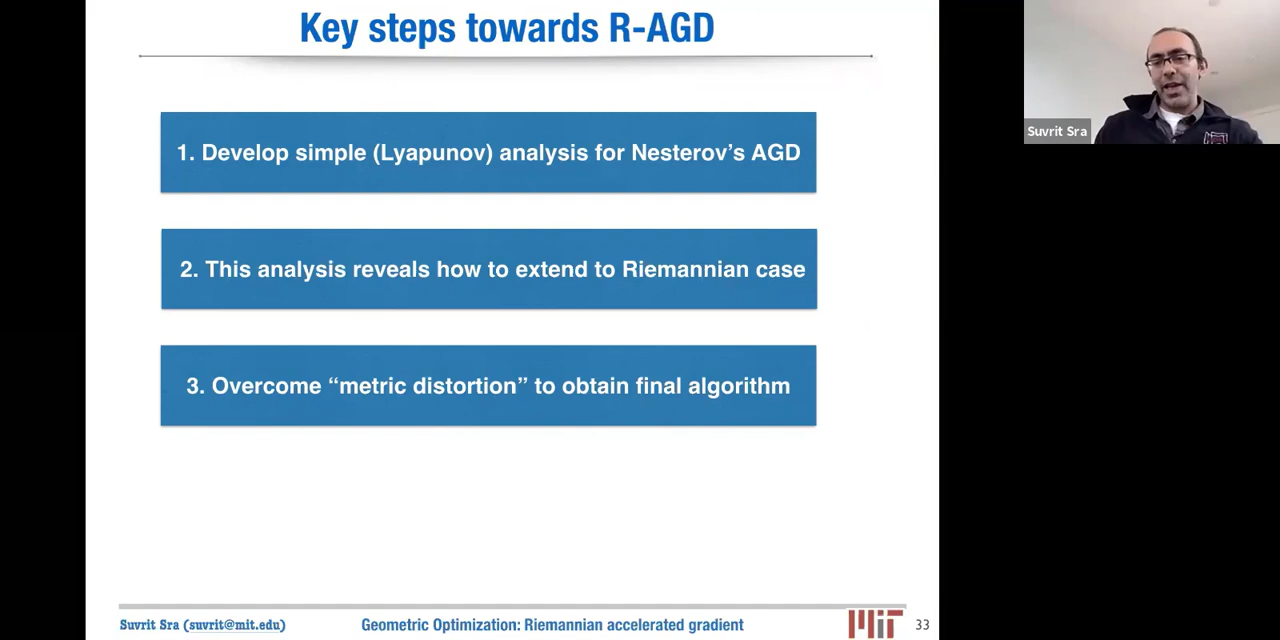 Key steps towards R-AGD
Suvrit Sra
1. Develop simple (Lyapunov) analysis for Nesterov’s AGD
2. This analysis reveals how to extend to Riemannian case
3. Overcome “metric distortion” to obtain final algorithm
Suvrit Sra (suvrit@mit.edu)
Geometric Optimization: Riemannian accelerated gradient
MIT
33